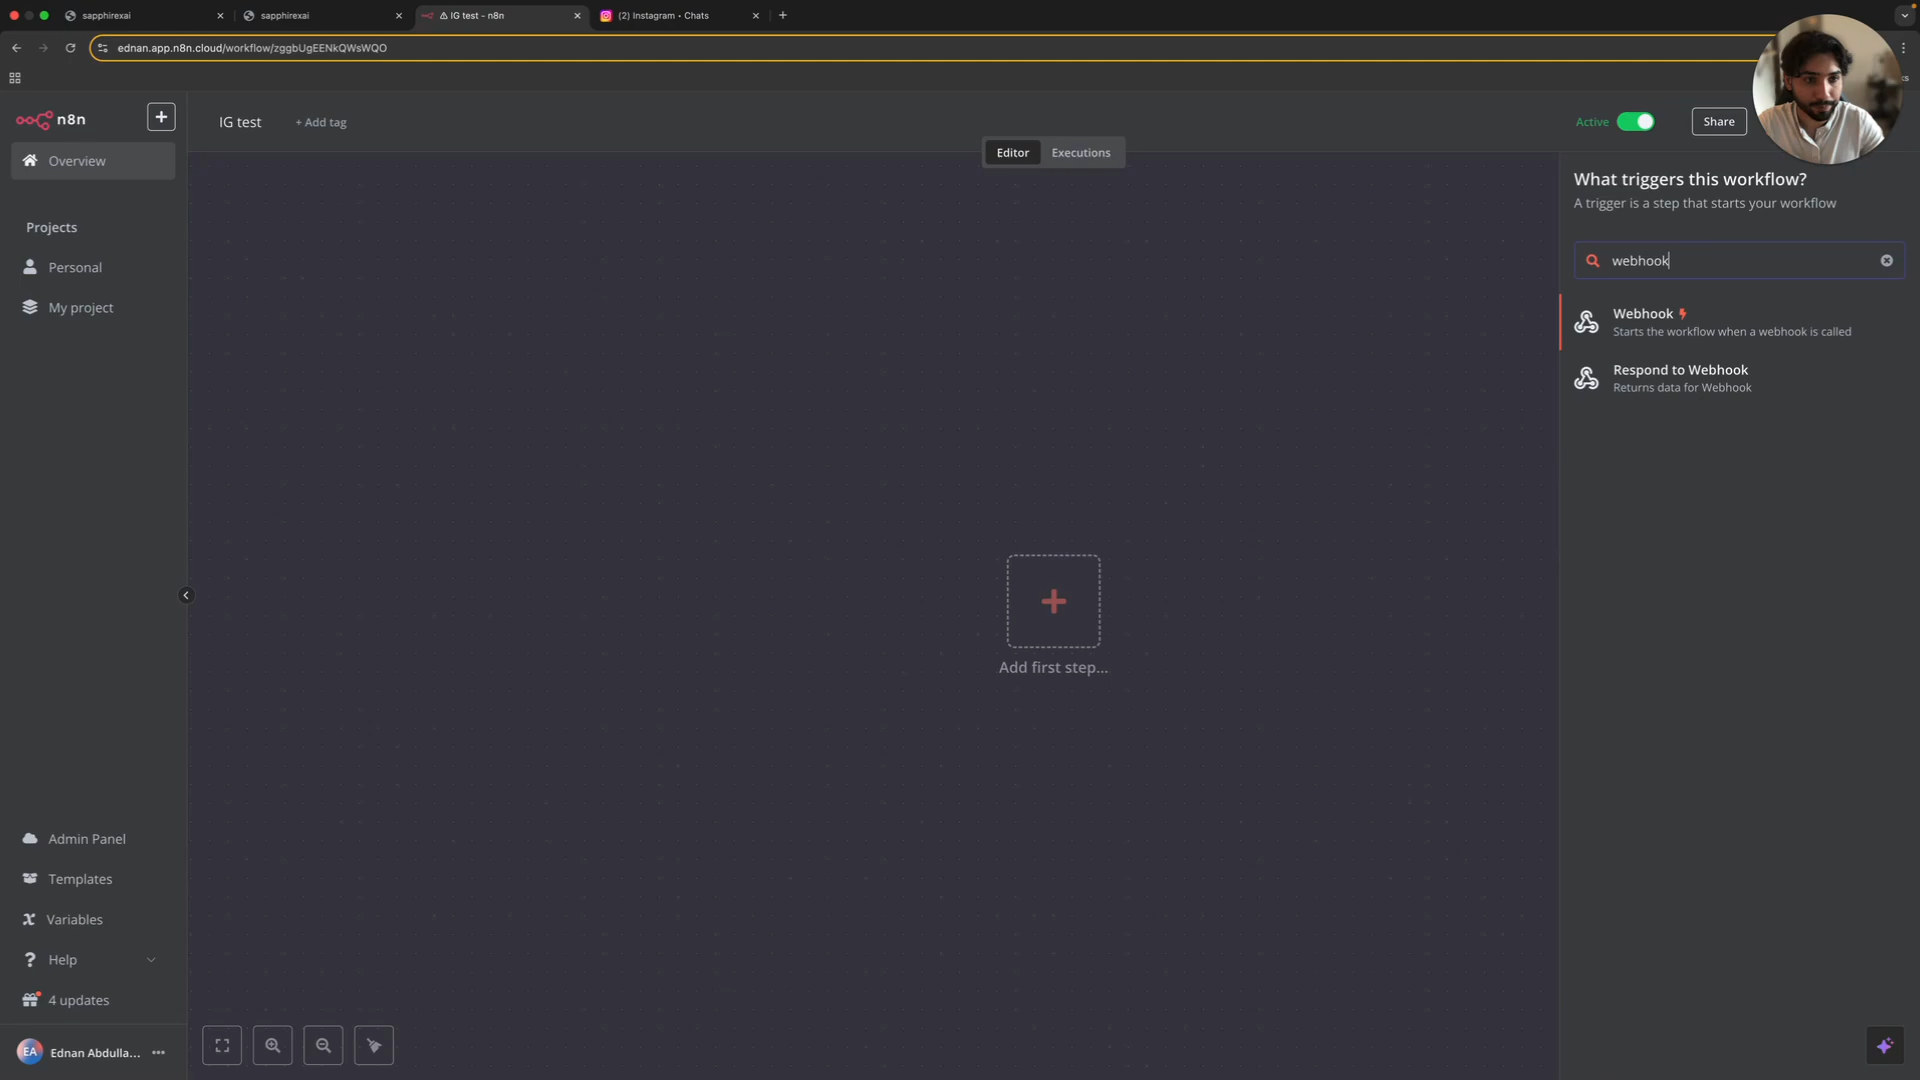 sapphirexai
sapphirexai
IG test - n8n
(2) Instagram • Chats
ednan.app.n8n.cloud/workflow/zggbUgEENkQWsWQO
n8n
IG test
+ Add tag
Active
Share
Editor
Executions
Overview
Projects
Personal
My project
What triggers this workflow?
A trigger is a step that starts your workflow
webhook
Webhook
Starts the workflow when a webhook is called
Respond to Webhook
Returns data for Webhook
Add first step...
Admin Panel
Templates
Variables
Help
4 updates
EA
Ednan Abdulla...